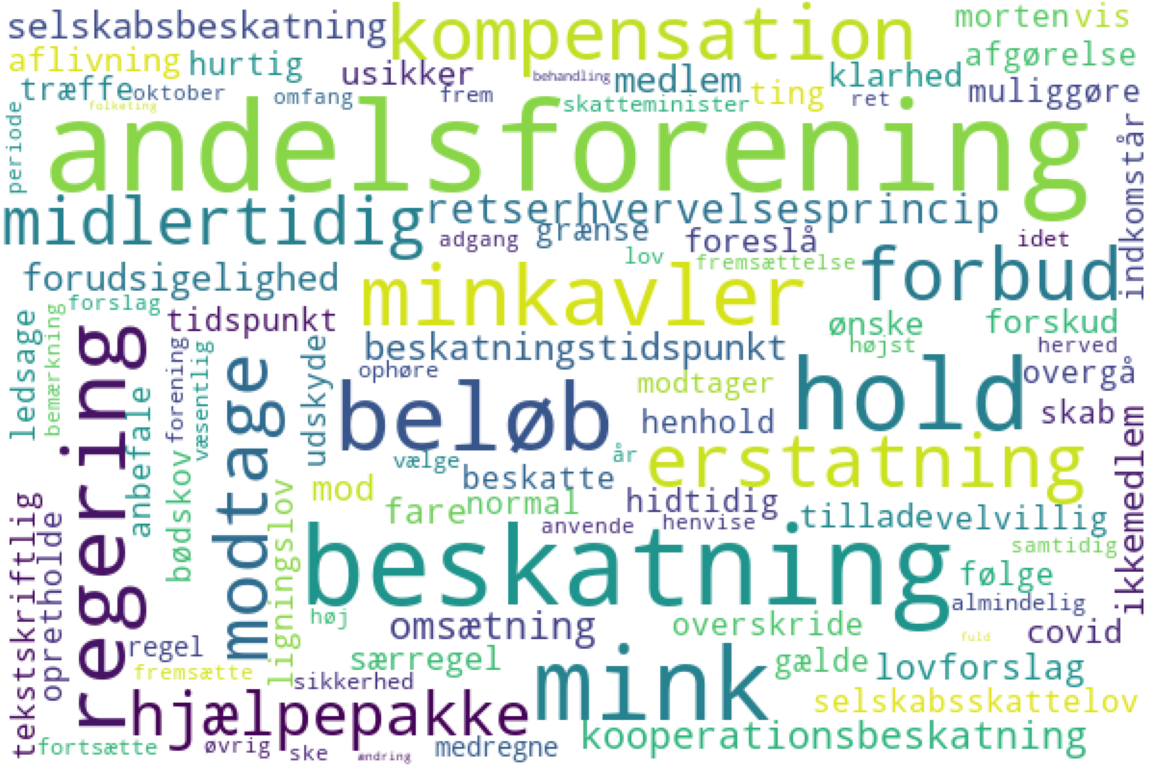 selskabsbeskatning kompensation morten vis
aflivning hurtig usikker behandling medlem klarhed afgørelse
træffe oktober omfang frem skatteminister ting ret muliggøre
folketing
periode andelsforening indkomstår
midlertidig retserhvervelsesprincip
adgang grænse foreslå idet
forudsigelighed minkavler lov fremsættelse forbud
ledsage bemærkning forslag tidspunkt ønske forskud
regering forening væsentlig modtage udskyde beskatningstidspunkt højst herved
anbefale ophøre beløb modtager hold overgå
bødskov henhold skab
vælge år erstatning ikkemedlem
mod beskatte
tekstskriftlig opretholde ligningslov fare normal hidtidig tillade velvillig
anvende henvise samtidig
beskatning følge
høj almindelig
regel omsætning overskride fuld covid
fremsætte særregel mink gælde lovforslag
sikkerhed
hjælpepakke selskabsskattelov
fortsætte øvrig ske ændring medregne kooperationsbeskatning